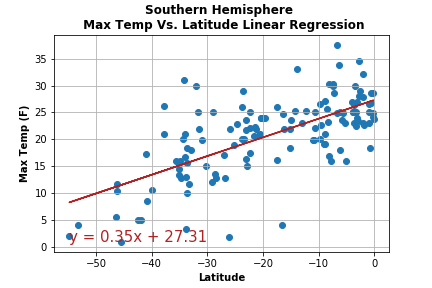 Southern Hemisphere
Max Temp Vs. Latitude Linear Regression
Max Temp (F)
35
30
25
20
15
10
5
0
y = 0.35x + 27.31
−50
−40
−30
−20
−10
0
Latitude